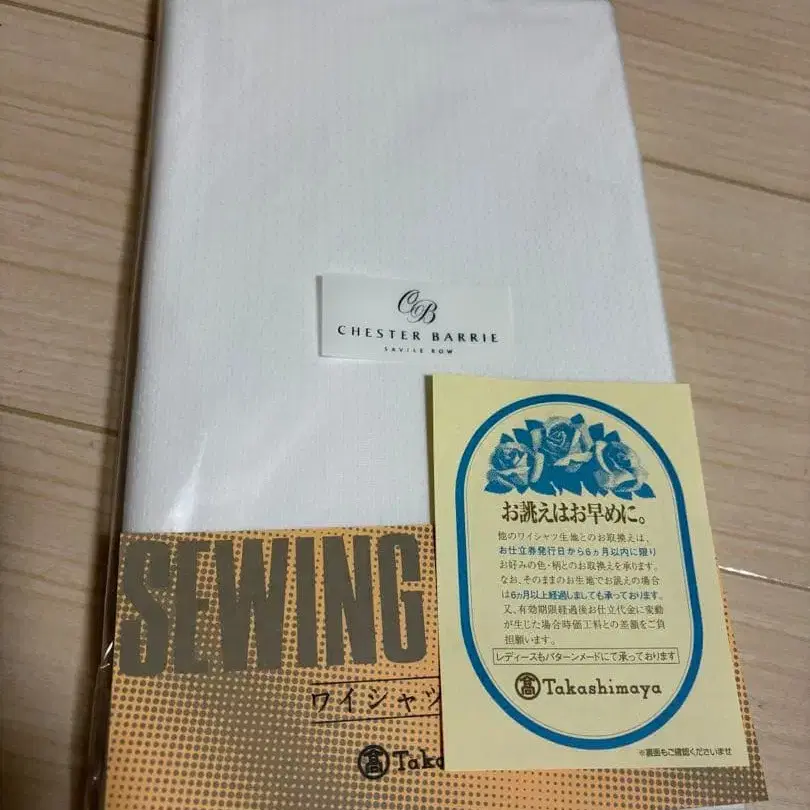 CB
CHESTER BARRIE
SAVILE ROW
SEWING
ワイシャツ
髙 Taka
お誂えはお早めに。
他のワイシャツ生地とのお取換えは、
お仕立券発行日から6ヵ月以内に限り
お好みの色・柄とのお取換えを承ります。
なお、そのままのお生地でお誂えの場合
は6ヵ月以上経過しましても承っております。
又、有効期限経過後お仕立代金に変動
が生じた場合時価工料との差額をご負
担願います。
レディースもパターンメードにて承っております
髙 Takashimaya
※裏面もご確認くださいませ